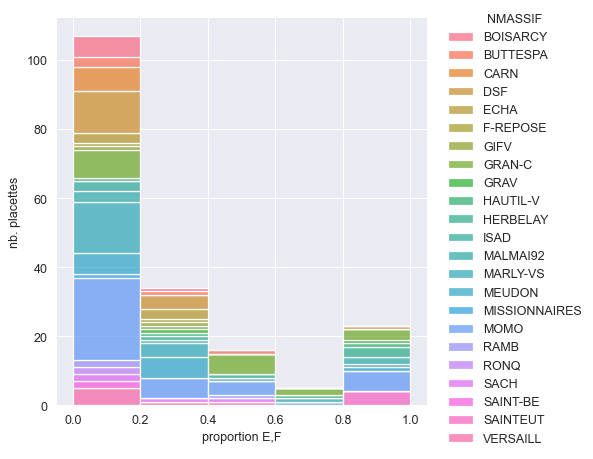 NMASSIF
BOISARCY
BUTTESPA
CARN
DSF
ECHA
F-REPOSE
GIFV
GRAN-C
GRAV
HAUTIL-V
HERBELAY
ISAD
MALMAI92
MARLY-VS
MEUDON
MISSIONNAIRES
MOMO
RAMB
RONQ
SACH
SAINT-BE
SAINTEUT
VERSAILL
nb. placettes
100
80
60
40
20
0
0.0 0.2 0.4 0.6 0.8 1.0
proportion E,F